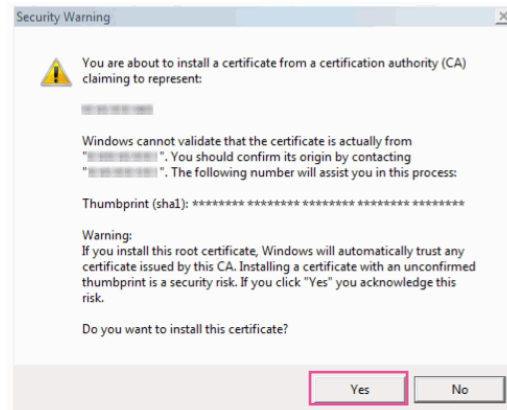 Security Warning
You are about to install a certificate from a certification authority (CA)
claiming to represent:
Windows cannot validate that the certificate is actually from
" ". You should confirm its origin by contacting
" ". The following number will assist you in this process:
Thumbprint (sha1): ******** ******** ******** ******** ********
Warning:
If you install this root certificate, Windows will automatically trust any
certificate issued by this CA. Installing a certificate with an unconfirmed
thumbprint is a security risk. If you click "Yes" you acknowledge this
risk.
Do you want to install this certificate?
Yes No